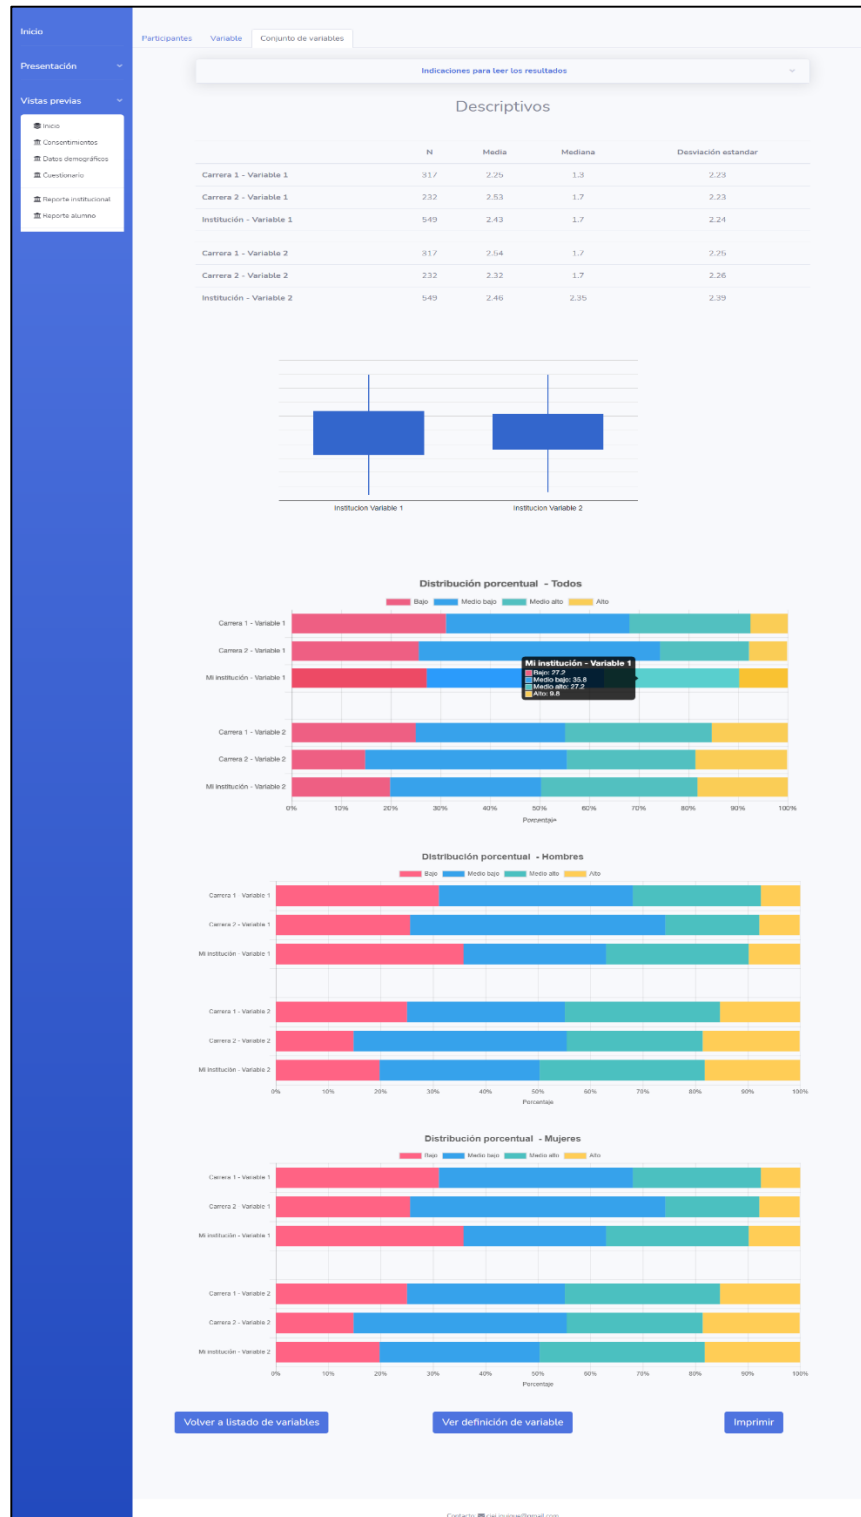 Inicio
Presentación
Vistas previas
Inicio
Consentimientos
Datos demográficos
Cuestionario
Reporte institucional
Reporte alumno
Participantes Variable Conjunto de variables
Indicaciones para leer los resultados
Descriptivos
N Media Mediana Desviación estandar
Carrera 1 - Variable 1 317 2.25 1.3 2.23
Carrera 2 - Variable 1 232 2.53 1.7 2.23
Institución - Variable 1 549 2.43 1.7 2.24
Carrera 1 - Variable 2 317 2.54 1.7 2.25
Carrera 2 - Variable 2 232 2.32 1.7 2.26
Institución - Variable 2 549 2.46 2.35 2.39
Institucion Variable 1 Institucion Variable 2
Distribución porcentual - Todos
Bajo Medio bajo Medio alto Alto
Carrera 1 - Variable 1
Carrera 2 - Variable 1
Mi institución - Variable 1
Mi institución - Variable 1
Bajo: 27.2
Medio bajo: 35.8
Medio alto: 27.2
Alto: 9.8
Carrera 1 - Variable 2
Carrera 2 - Variable 2
Mi institución - Variable 2
0% 10% 20% 30% 40% 50% 60% 70% 80% 90% 100%
Porcentaje
Distribución porcentual - Hombres
Bajo Medio bajo Medio alto Alto
Carrera 1 - Variable 1
Carrera 2 - Variable 1
Mi institución - Variable 1
Carrera 1 - Variable 2
Carrera 2 - Variable 2
Mi institución - Variable 2
0% 10% 20% 30% 40% 50% 60% 70% 80% 90% 100%
Porcentaje
Distribución porcentual - Mujeres
Bajo Medio bajo Medio alto Alto
Carrera 1 - Variable 1
Carrera 2 - Variable 1
Mi institución - Variable 1
Carrera 1 - Variable 2
Carrera 2 - Variable 2
Mi institución - Variable 2
0% 10% 20% 30% 40% 50% 60% 70% 80% 90% 100%
Porcentaje
Volver a listado de variables Ver definición de variable Imprimir
Contacto